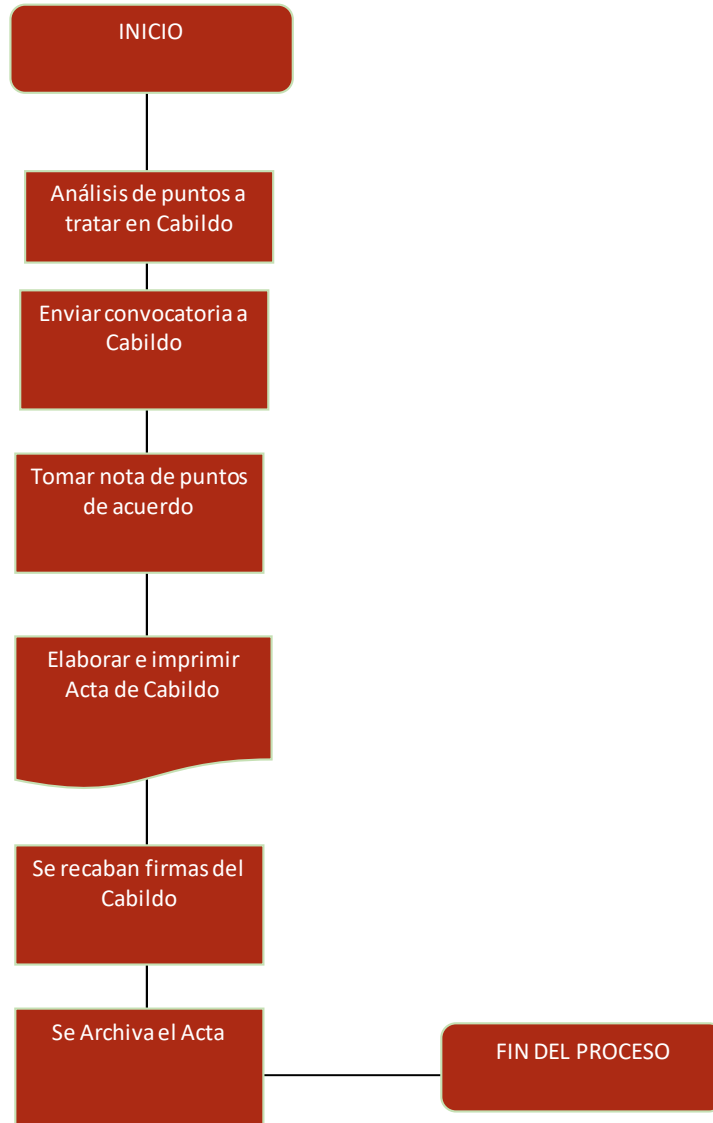 INICIO
Análisis de puntos a
tratar en Cabildo
Enviar convocatoria a
Cabildo
Tomar nota de puntos
de acuerdo
Elaborar e imprimir
Acta de Cabildo
Se recaban firmas del
Cabildo
Se Archiva el Acta
FIN DEL PROCESO